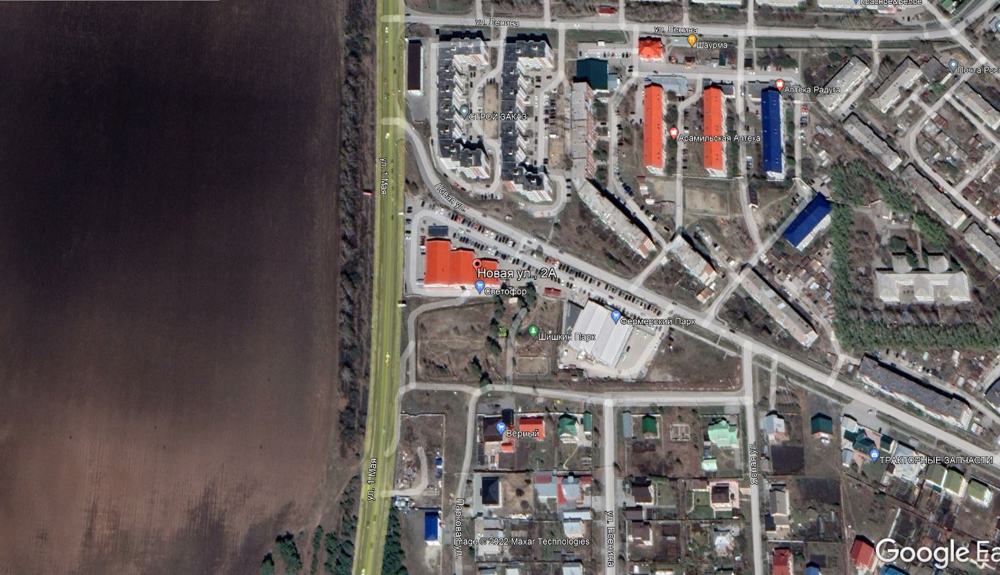 Красное&Белое
ул. Ленина
ул. Ленина
Шаурма
Почта Росс
Аптека Радуга
СТРОЙ ЗАКАЗ
Арамильская Аптека
ул. 1 Мая
Новая ул.
Новая ул., 2А
Светофор
Фермерский Парк
Шишкин Парк
Верный
ТРАКТОРНЫЕ ЗАПЧАСТИ
Ясная ул.
ул. 1 Мая
Парковая ул.
ул. Есенина
Image © 2022 Maxar Technologies
Google Ea